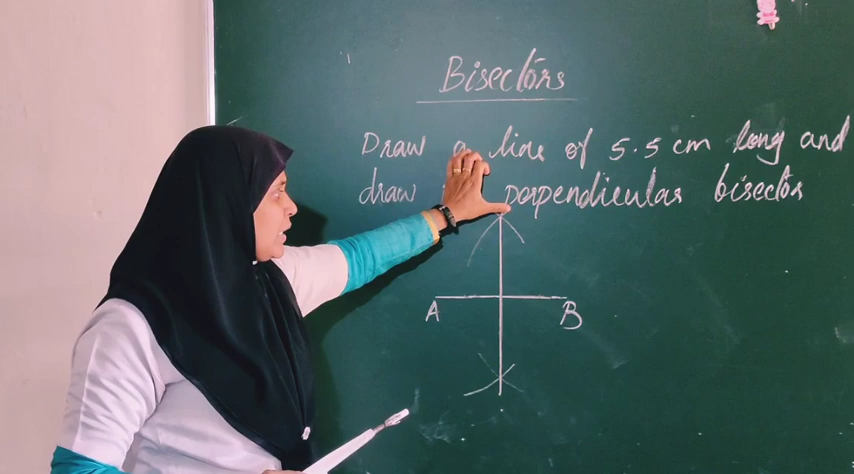 Bisectors
Draw a line of 5.5 cm long and
draw perpendicular bisector
A B